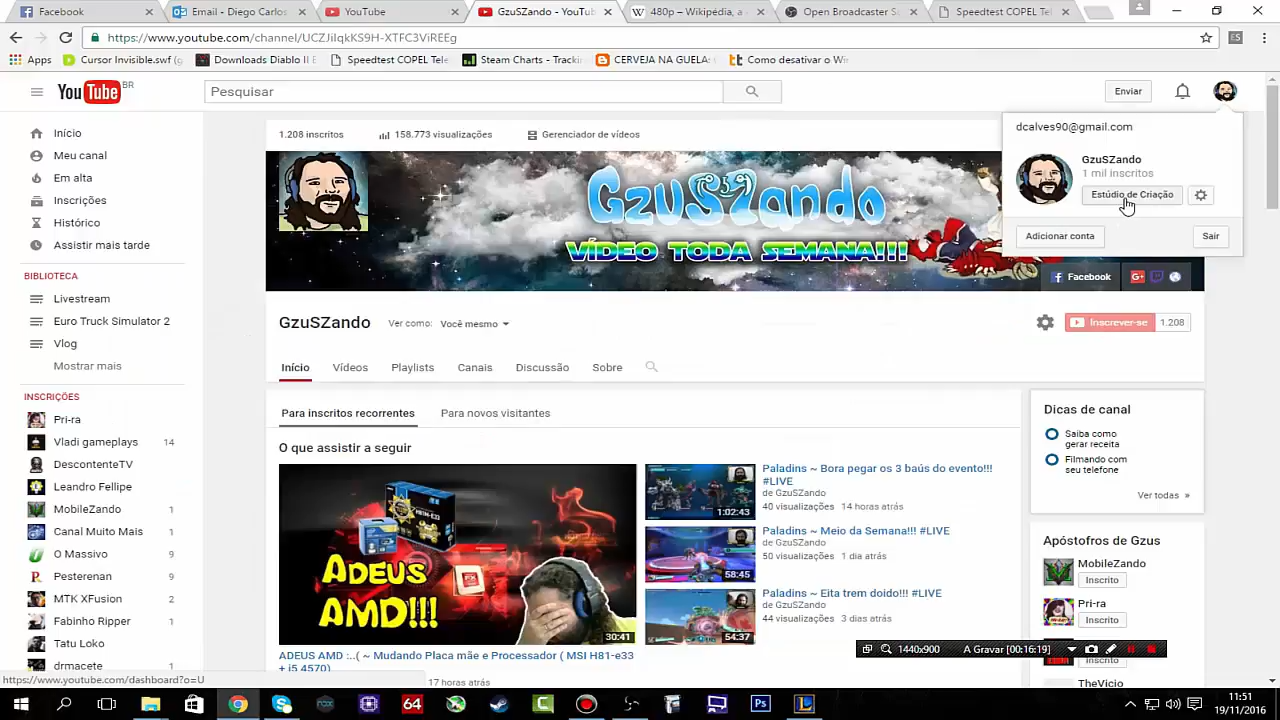 Facebook
Email - Diego Carlos
YouTube
GzuSZando - YouTub
480p – Wikipédia, a
Open Broadcaster S
Speedtest COPEL Tel
https://www.youtube.com/channel/UCZJiIqkKS9H-XTFC3ViREEg
ES
Apps
Cursor Invisible.swf (
Downloads Diablo II E
Speedtest COPEL Tele
Steam Charts - Trackin
CERVEJA NA GUELA:
Como desativar o Win
YouTube BR
Pesquisar
Enviar
dcalves90@gmail.com
GzuSZando
1 mil inscritos
Estúdio de Criação
Adicionar conta
Sair
Início
Meu canal
Em alta
Inscrições
Histórico
Assistir mais tarde
BIBLIOTECA
Livestream
Euro Truck Simulator 2
Vlog
Mostrar mais
INSCRIÇÕES
Pri-ra
Vladi gameplays 14
DescontenteTV
Leandro Fellipe
MobileZando 1
Canal Muito Mais 1
O Massivo 9
Pesterenan 9
MTK XFusion 2
Fabinho Ripper 2
Tatu Loko
drmacete 1
1.208 inscritos
158.773 visualizações
Gerenciador de vídeos
GzuSZando
VÍDEO TODA SEMANA!!!
Facebook
GzuSZando
Ver como: Você mesmo
Inscrever-se 1.208
Início
Vídeos
Playlists
Canais
Discussão
Sobre
Para inscritos recorrentes
Para novos visitantes
O que assistir a seguir
ADEUS
AMD!!!
30:41
ADEUS AMD :..( ~ Mudando Placa mãe e Processador ( MSI H81-e33
+ i5 4570)
17 horas atrás
1:02:43
Paladins ~ Bora pegar os 3 baús do evento!!!
#LIVE
de GzuSZando
40 visualizações 14 horas atrás
58:45
Paladins ~ Meio da Semana!!! #LIVE
de GzuSZando
50 visualizações 1 dia atrás
54:37
Paladins ~ Eita trem doido!!! #LIVE
de GzuSZando
44 visualizações 3 dias atrás
Dicas de canal
Saiba como
gerar receita
Filmando com
seu telefone
Ver todas »
Apóstrofos de Gzus
MobileZando
Inscrito
Pri-ra
Inscrito
Inscrito
TheVicio
1440x900
A Gravar [00:16:19]
https://www.youtube.com/dashboard?o=U
64
Ps
11:51
19/11/2016